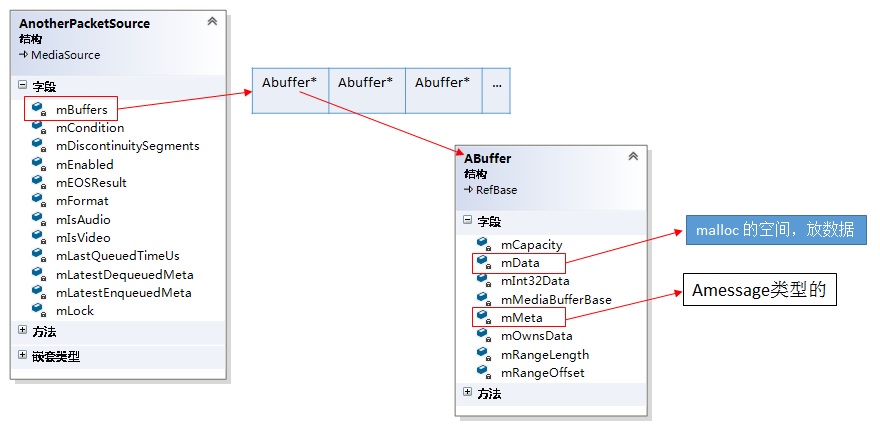 AnotherPacketSource
结构
MediaSource
字段
mBuffers
mCondition
mDiscontinuitySegments
mEnabled
mEOSResult
mFormat
mIsAudio
mIsVideo
mLastQueuedTimeUs
mLatestDequeuedMeta
mLatestEnqueuedMeta
mLock
方法
嵌套类型
Abuffer* Abuffer* Abuffer* ...
ABuffer
结构
RefBase
字段
mCapacity
mData
mInt32Data
mMediaBufferBase
mMeta
mOwnsData
mRangeLength
mRangeOffset
方法
malloc 的空间，放数据
Amessage类型的